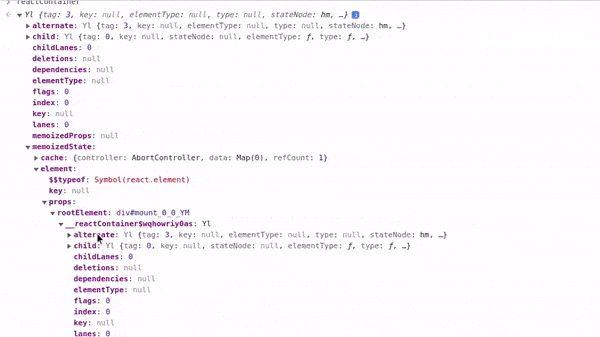 reactContainer
Yl {tag: 3, key: null, elementType: null, type: null, stateNode: hm, …}
alternate: Yl {tag: 3, key: null, elementType: null, type: null, stateNode: hm, …}
child: Yl {tag: 0, key: null, stateNode: null, elementType: ƒ, type: ƒ, …}
childLanes: 0
deletions: null
dependencies: null
elementType: null
flags: 0
index: 0
key: null
lanes: 0
memoizedProps: null
memoizedState:
cache: {controller: AbortController, data: Map(0), refCount: 1}
element:
$$typeof: Symbol(react.element)
key: null
props:
rootElement: div#mount_0_0_YM
__reactContainer$wqhowriy0as: Yl
alternate: Yl {tag: 3, key: null, elementType: null, type: null, stateNode: hm, …}
child: Yl {tag: 0, key: null, stateNode: null, elementType: ƒ, type: ƒ, …}
childLanes: 0
deletions: null
dependencies: null
elementType: null
flags: 0
index: 0
key: null
lanes: 0